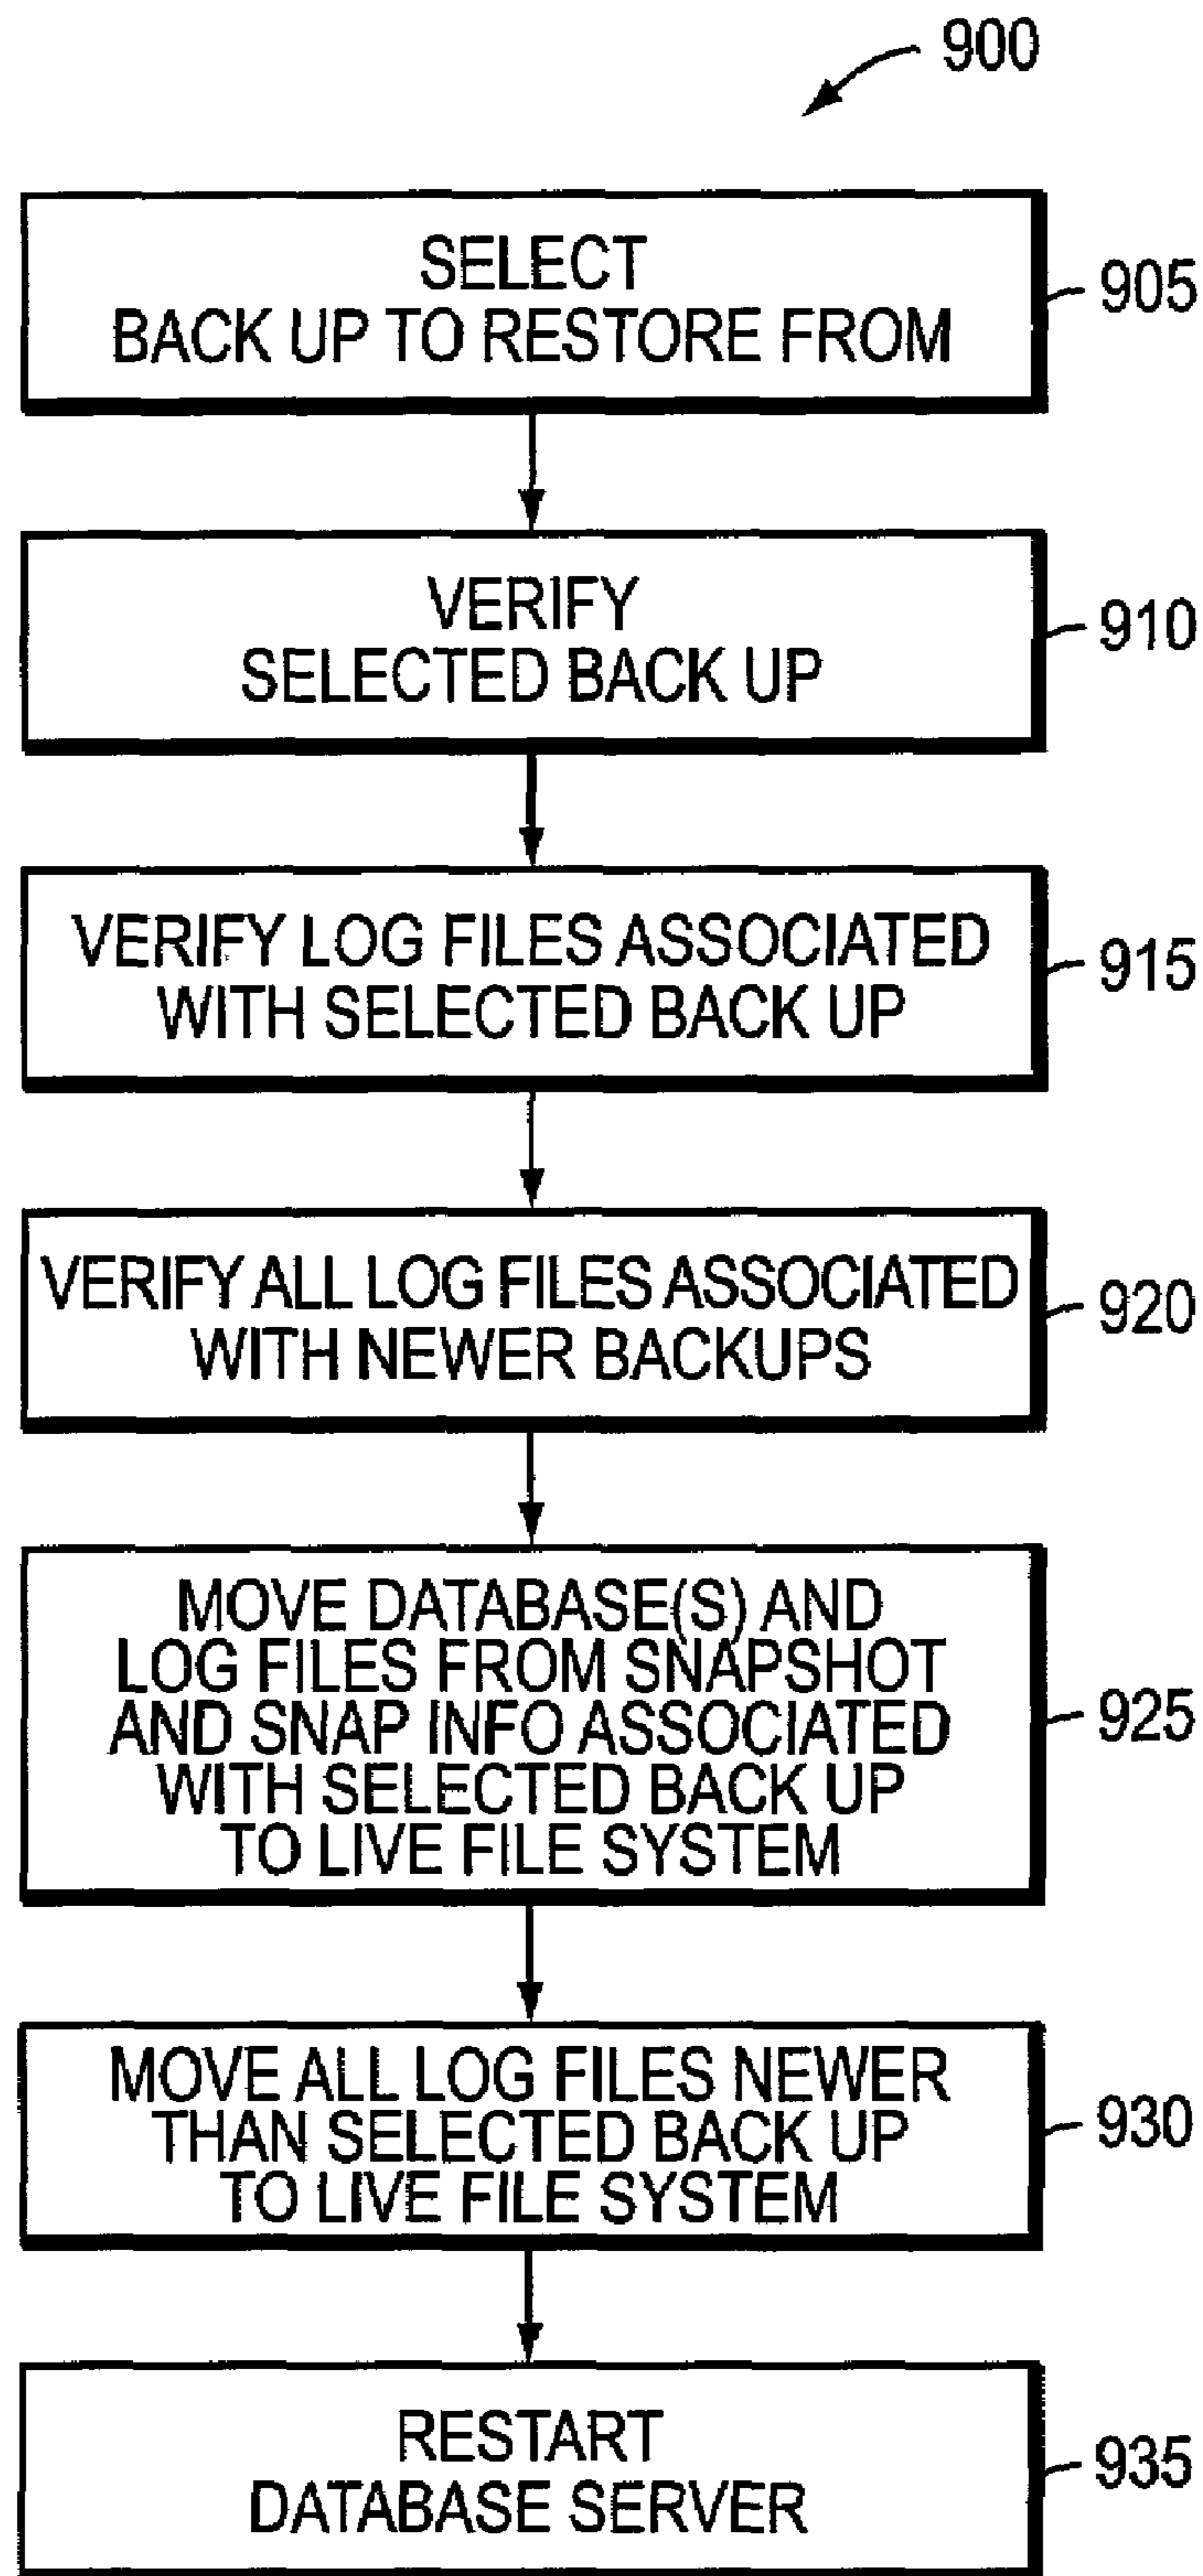 900
SELECT
BACK UP TO RESTORE FROM
905
VERIFY
SELECTED BACK UP
910
VERIFY LOG FILES ASSOCIATED
WITH SELECTED BACK UP
915
VERIFY ALL LOG FILES ASSOCIATED
WITH NEWER BACKUPS
920
MOVE DATABASE(S) AND
LOG FILES FROM SNAPSHOT
AND SNAP INFO ASSOCIATED
WITH SELECTED BACK UP
TO LIVE FILE SYSTEM
925
MOVE ALL LOG FILES NEWER
THAN SELECTED BACK UP
TO LIVE FILE SYSTEM
930
RESTART
DATABASE SERVER
935